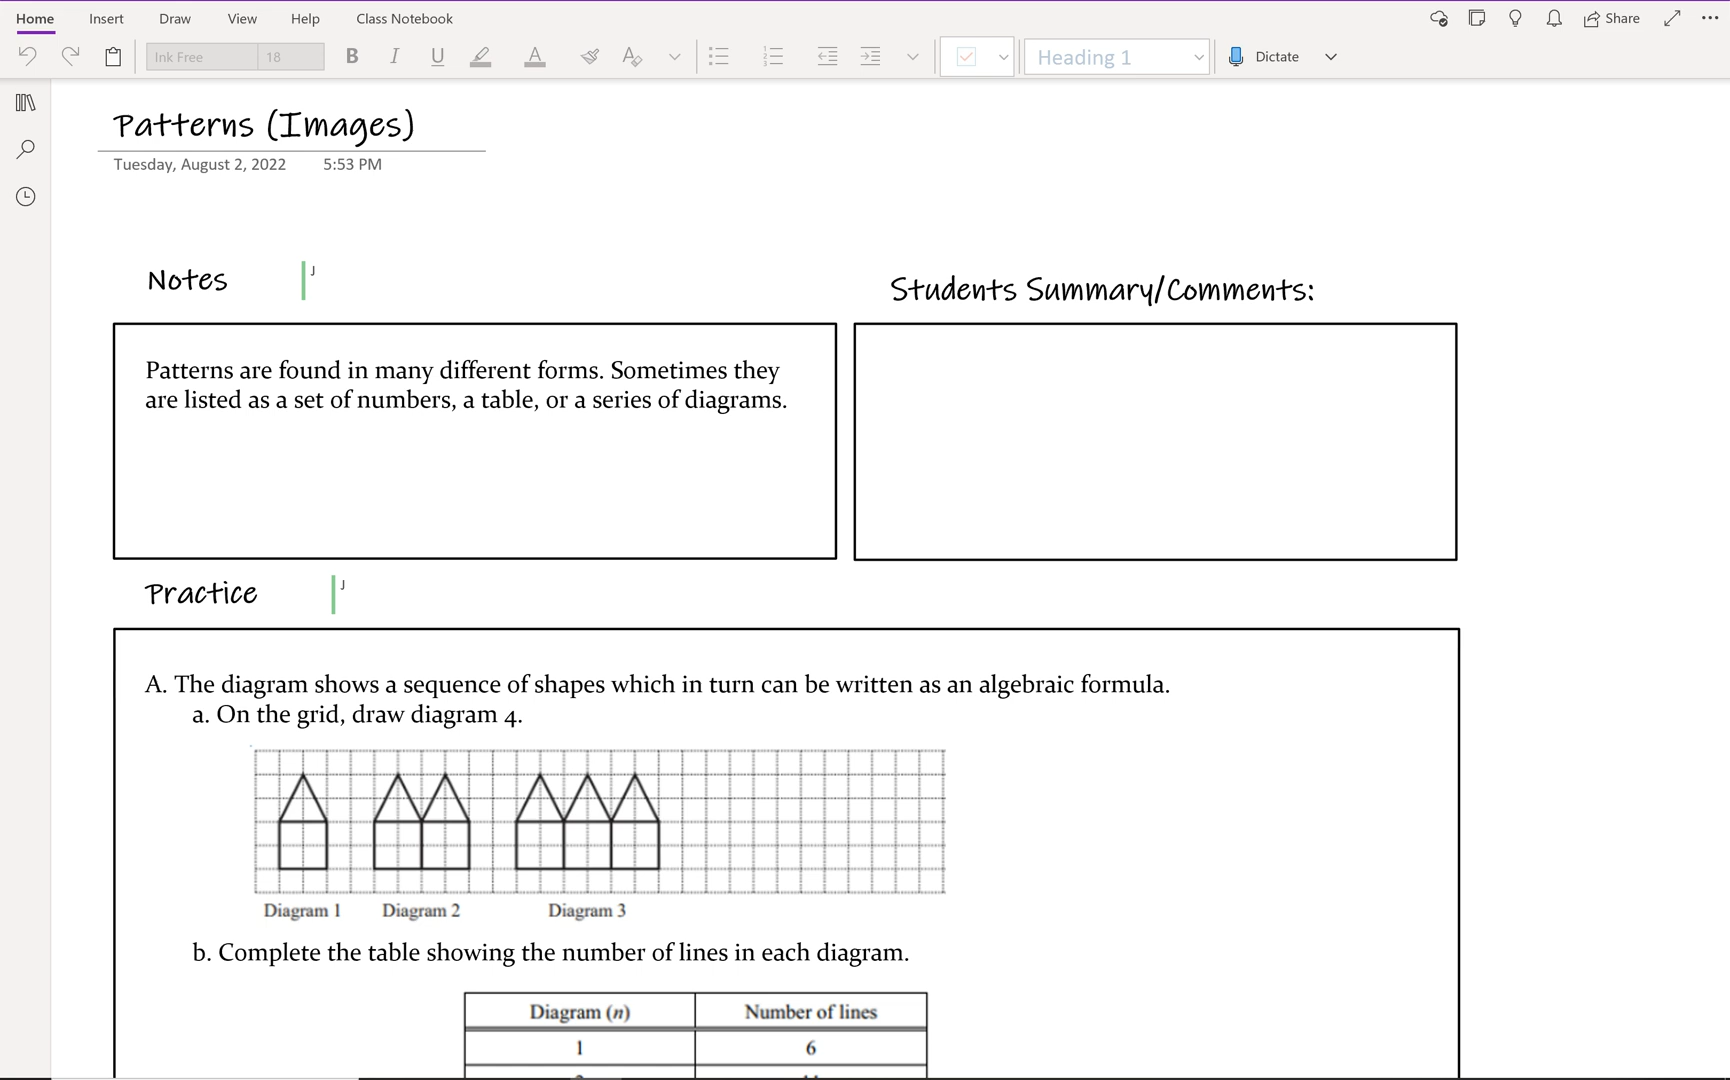 Home Insert Draw View Help Class Notebook
Share
Ink Free 18
B I U A A
Heading 1
Dictate
Patterns (Images)
Tuesday, August 2, 2022 5:53 PM
Notes J
Students Summary/Comments:
Patterns are found in many different forms. Sometimes they
are listed as a set of numbers, a table, or a series of diagrams.
Practice J
A. The diagram shows a sequence of shapes which in turn can be written as an algebraic formula.
a. On the grid, draw diagram 4.
Diagram 1 Diagram 2 Diagram 3
b. Complete the table showing the number of lines in each diagram.
Diagram (n) Number of lines
1 6